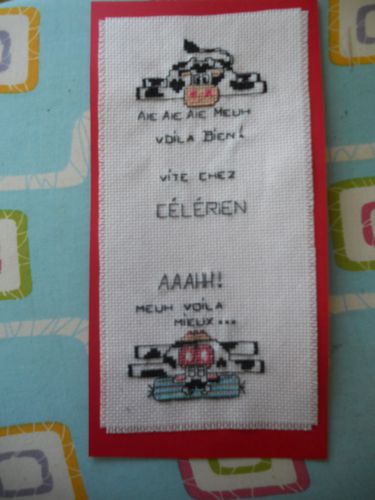 AIE AIE AIE MEUH
VOILA BIEN!
VITE CHEZ
CÉLÉRIEN
AAAHH!
MEUH VOILA
MIEUX...